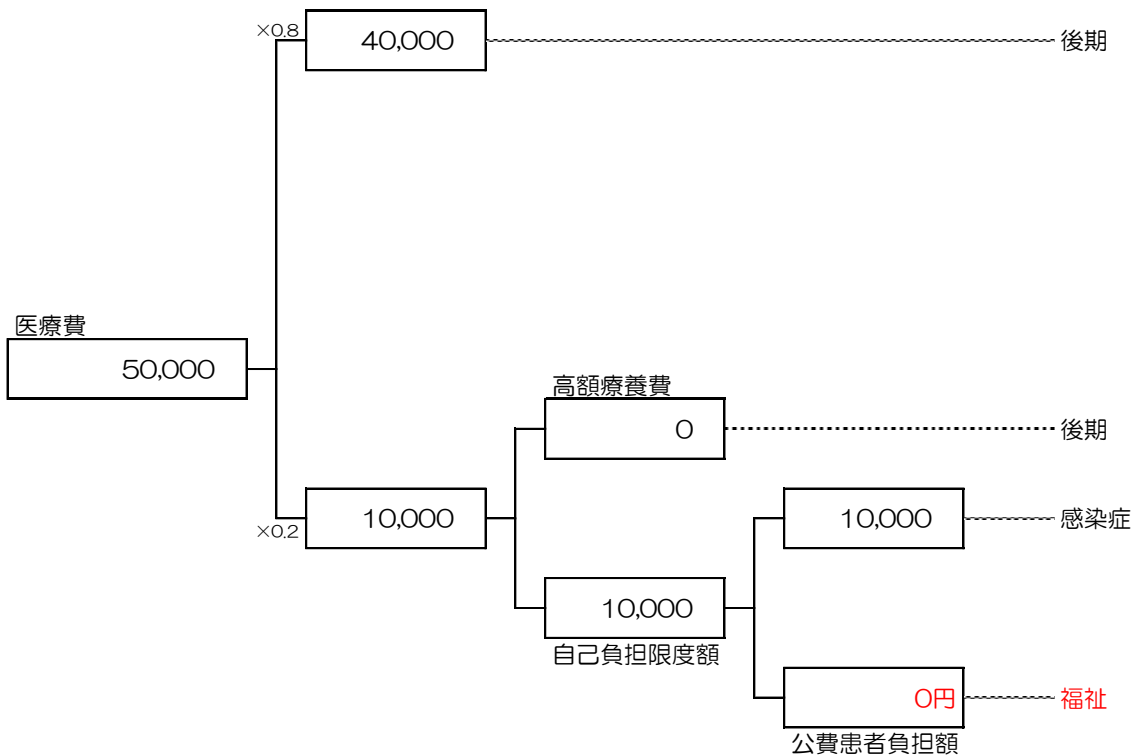 ×0.8
40,000
後期
医療費
50,000
高額療養費
0
後期
×0.2
10,000
10,000
感染症
10,000
自己負担限度額
0円
福祉
公費患者負担額